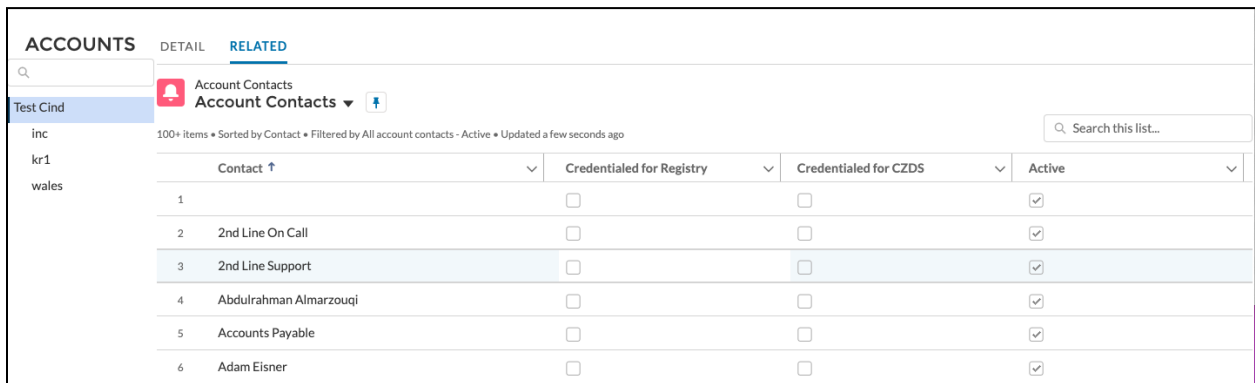 ACCOUNTS DETAIL RELATED
Test Cind
inc
kr1
wales
Account Contacts
Account Contacts
100+ items • Sorted by Contact • Filtered by All account contacts - Active • Updated a few seconds ago
Search this list...
Contact ↑ Credentialed for Registry Credentialed for CZDS Active
1
2 2nd Line On Call
3 2nd Line Support
4 Abdulrahman Almarzouqi
5 Accounts Payable
6 Adam Eisner